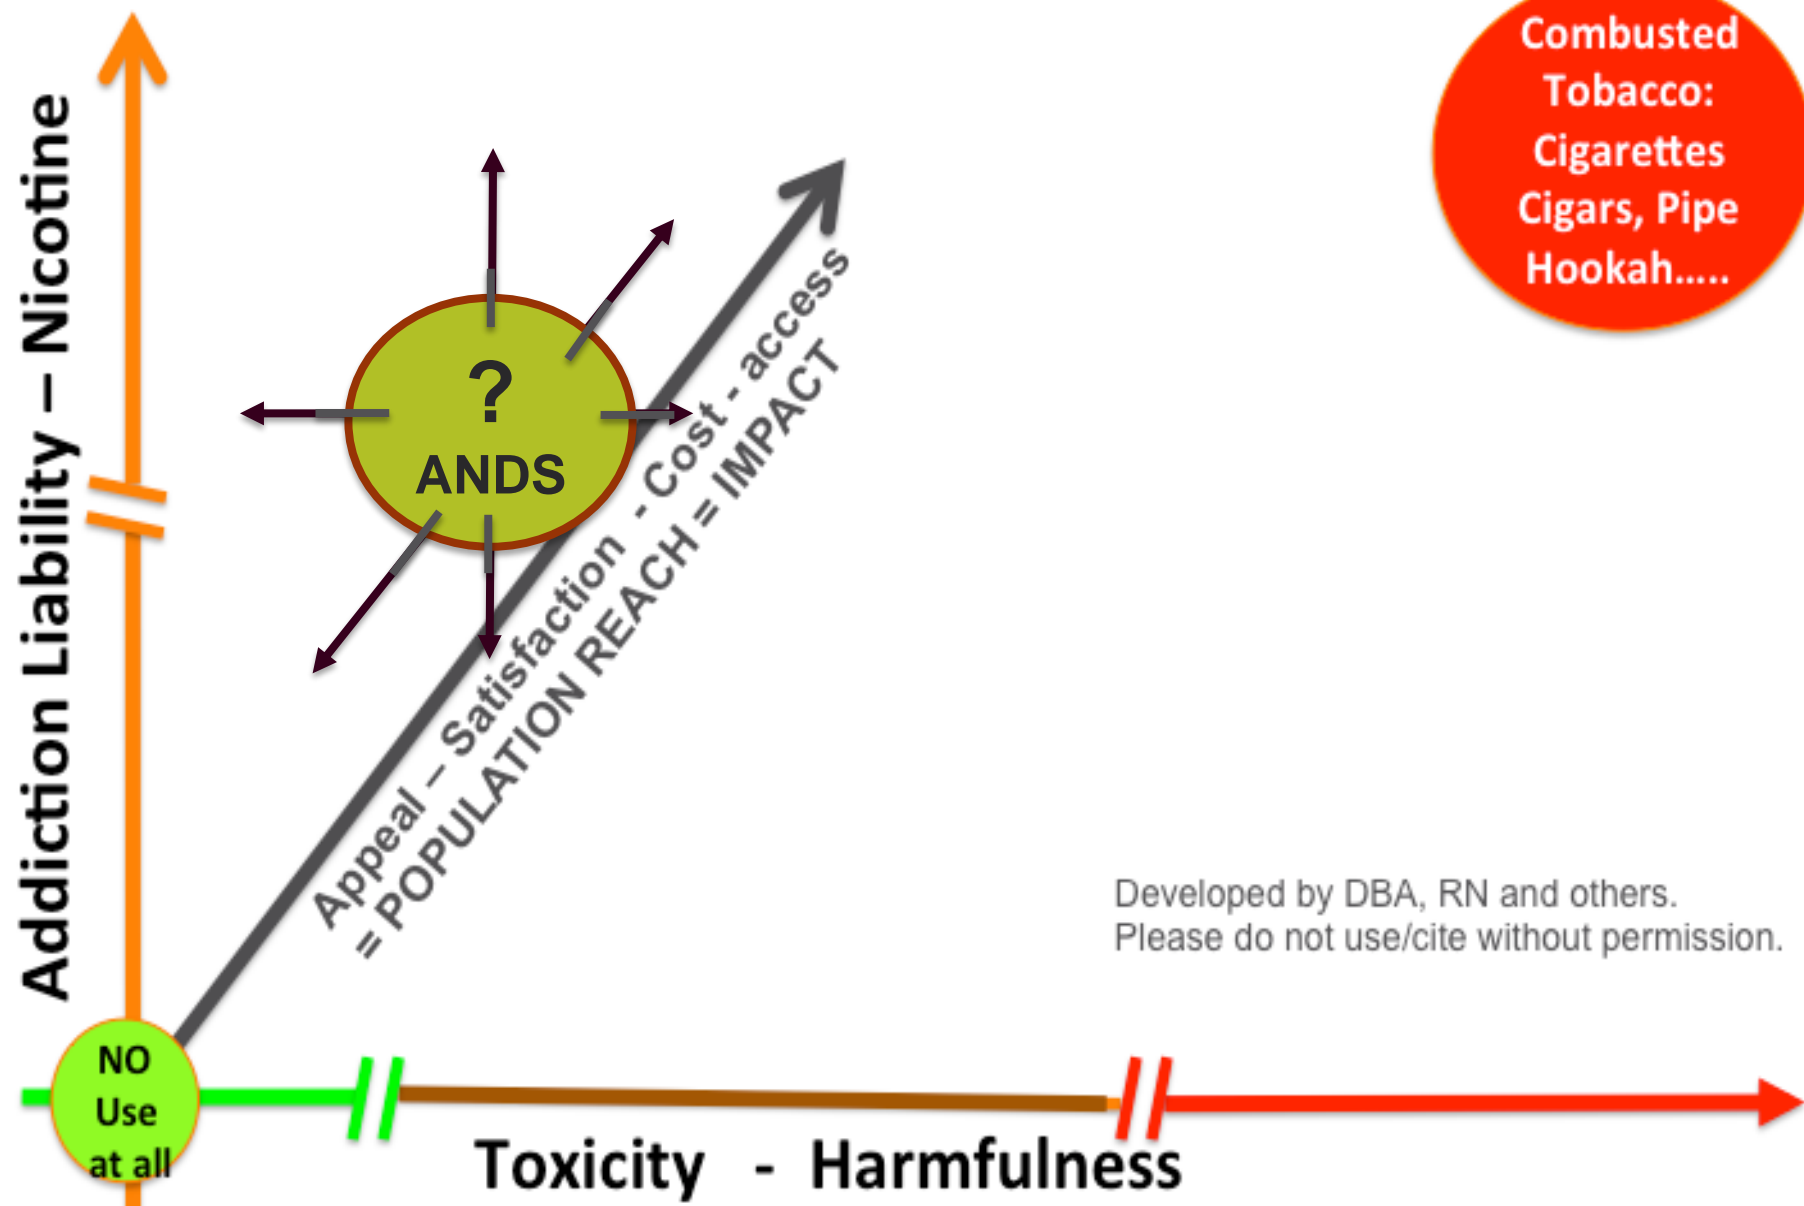 Addiction Liability – Nicotine
Combusted
Tobacco:
Cigarettes
Cigars, Pipe
Hookah.....
?
ANDS
Appeal – Satisfaction - Cost - access
= POPULATION REACH = IMPACT
Developed by DBA, RN and others.
Please do not use/cite without permission.
NO
Use
at all
Toxicity - Harmfulness